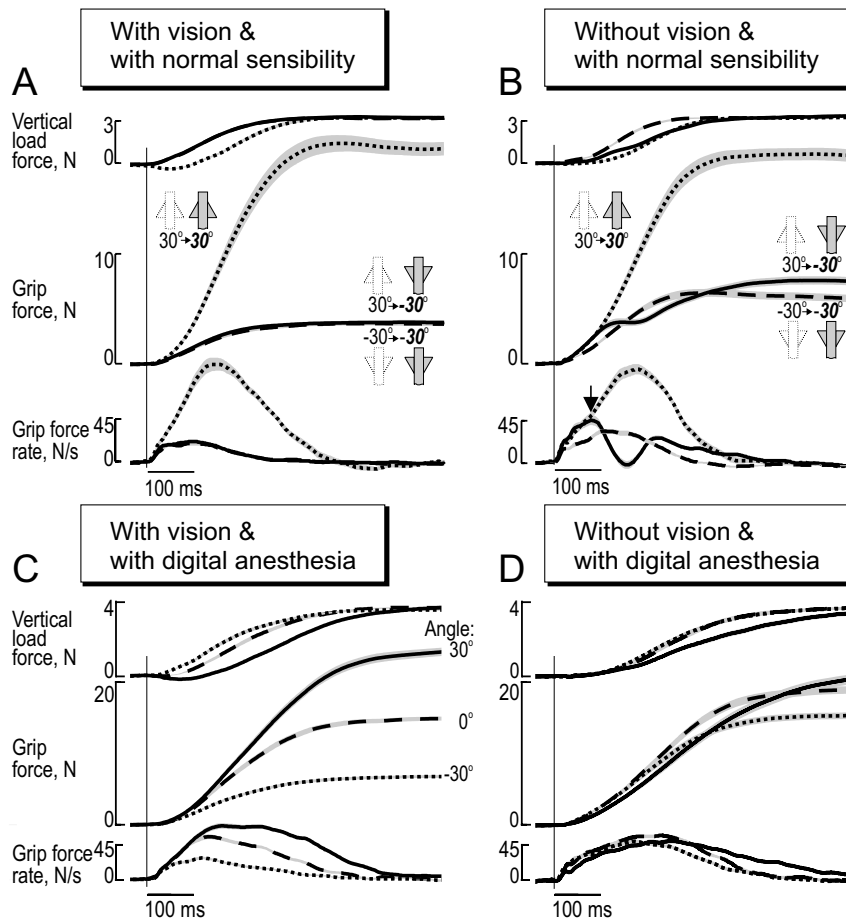 With vision &
with normal sensibility
A
Vertical
load
force, N
3
0
30°→30°
10
Grip
force, N
0
30°→-30°
-30°→-30°
Grip force
rate, N/s
45
0
100 ms
Without vision &
with normal sensibility
B
3
0
30°→30°
10
0
30°→-30°
-30°→-30°
45
0
100 ms
With vision &
with digital anesthesia
C
Vertical
load
force, N
4
0
Angle:
30°
0°
-30°
20
Grip
force, N
0
Grip force
rate, N/s
45
0
100 ms
Without vision &
with digital anesthesia
D
4
0
20
0
45
0
100 ms